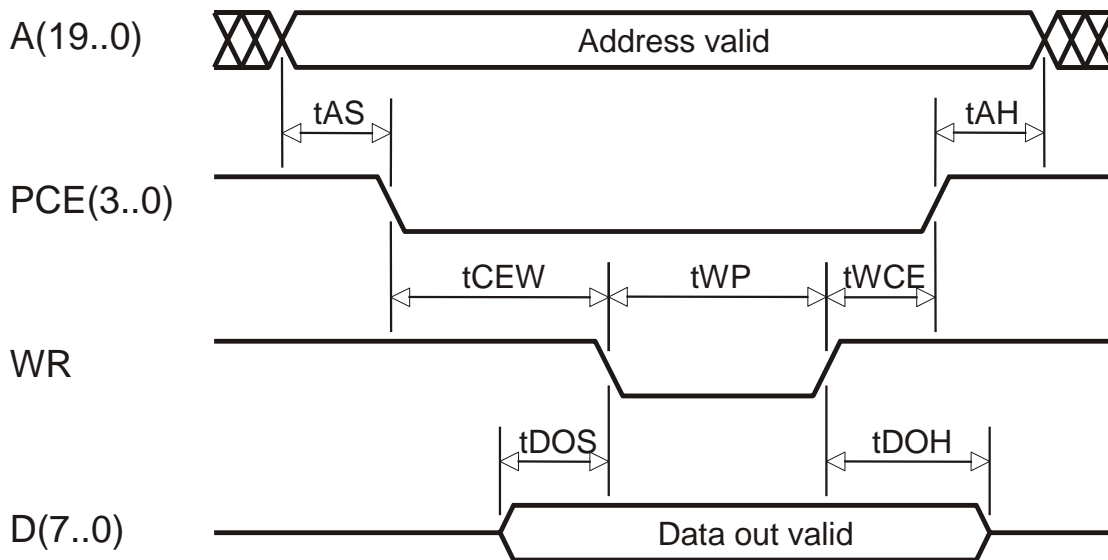 A(19..0)
Address valid
tAS
tAH
PCE(3..0)
tCEW
tWP
tWCE
WR
tDOS
tDOH
D(7..0)
Data out valid